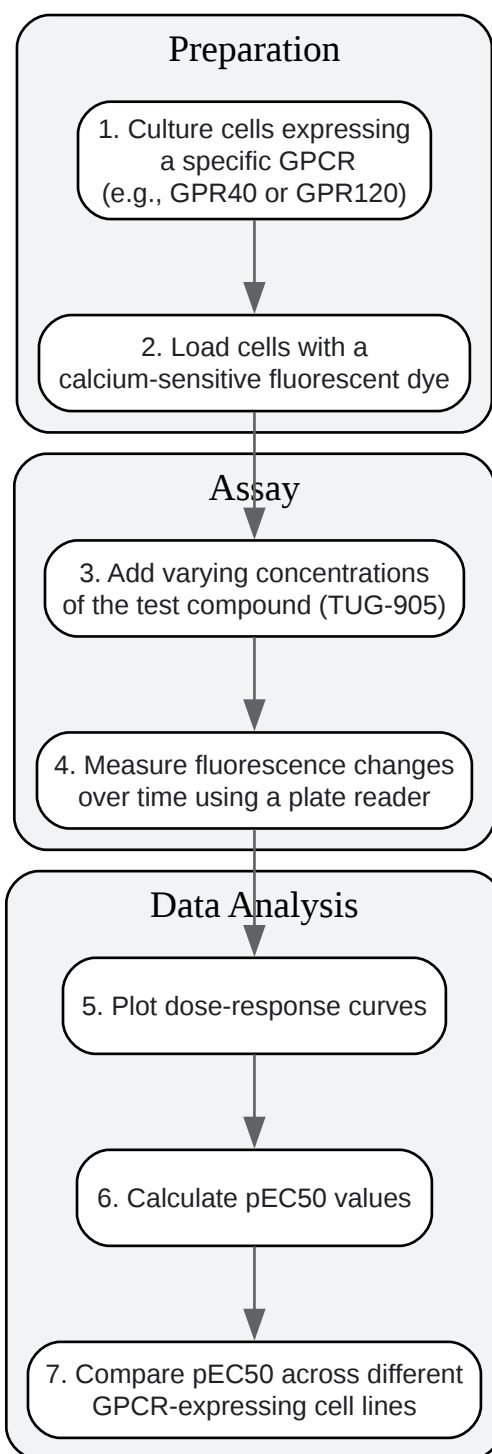 Preparation
1. Culture cells expressing
a specific GPCR
(e.g., GPR40 or GPR120)
2. Load cells with a
calcium-sensitive fluorescent dye
Assay
3. Add varying concentrations
of the test compound (TUG-905)
4. Measure fluorescence changes
over time using a plate reader
Data Analysis
5. Plot dose-response curves
6. Calculate pEC50 values
7. Compare pEC50 across different
GPCR-expressing cell lines